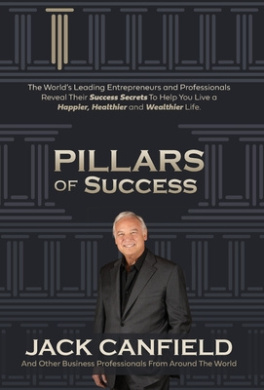 The World's Leading Entrepreneurs and Professionals
Reveal Their Success Secrets To Help You Live a
Happier, Healthier and Wealthier Life.
PILLARS
OF SUCCESS
JACK CANFIELD
And Other Business Professionals From Around The World